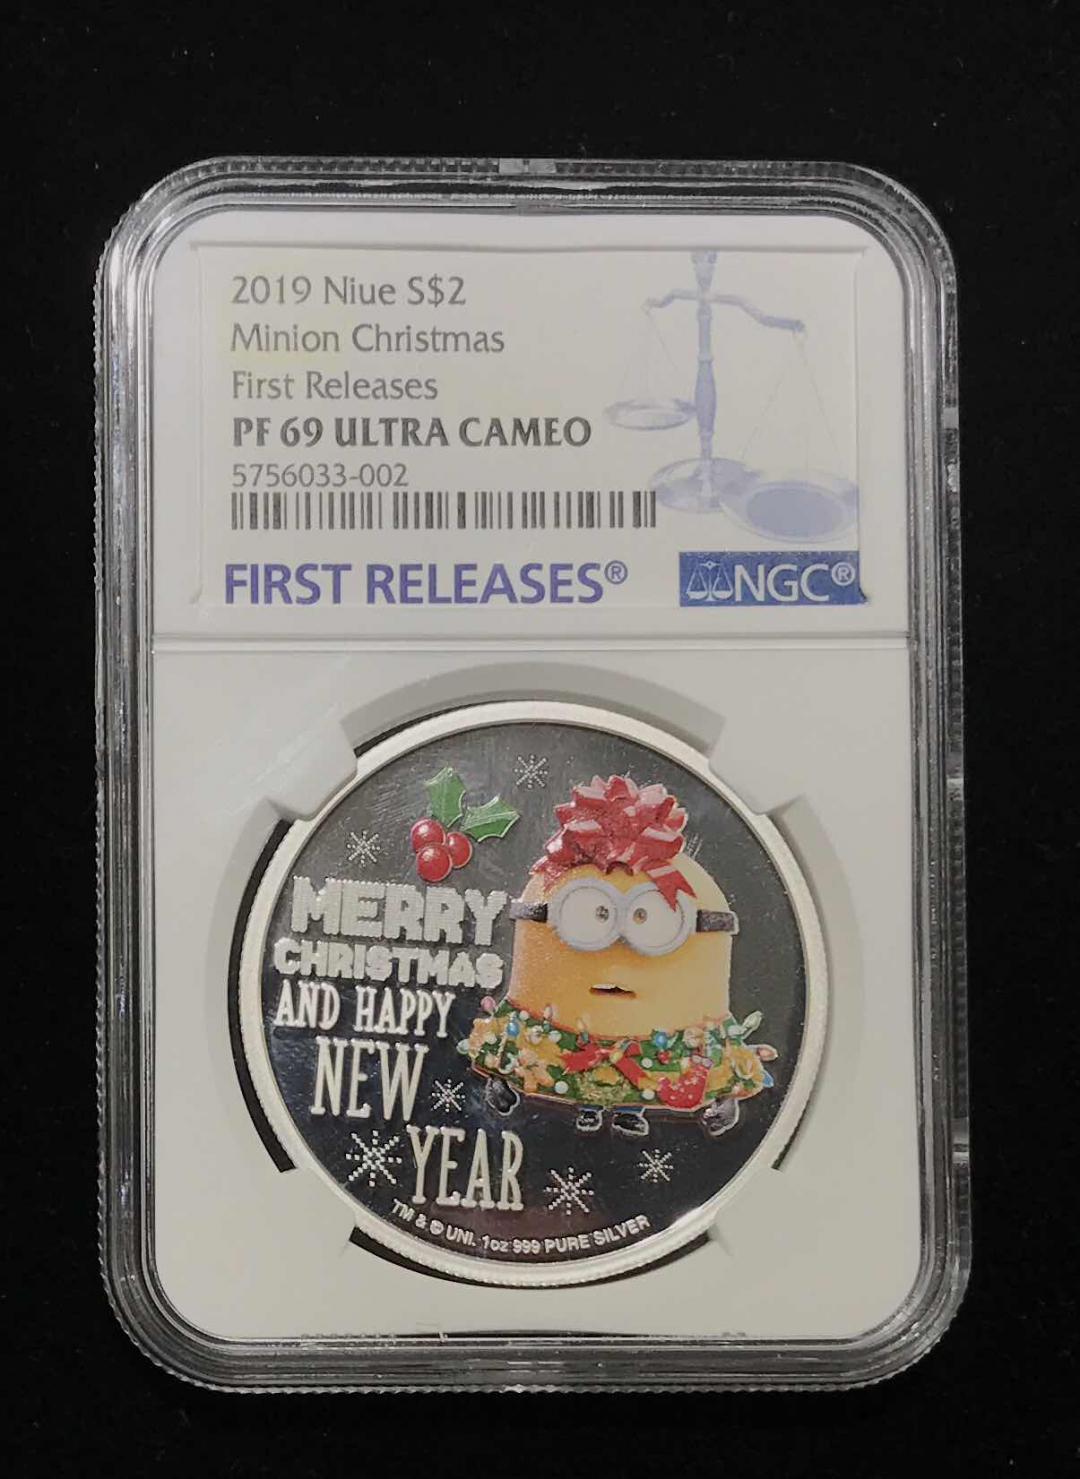 2019 Niue S$2
Minion Christmas
First Releases
PF 69 ULTRA CAMEO
5756033-002
FIRST RELEASES®
NGC®
MERRY
CHRISTMAS
AND HAPPY
NEW
YEAR
TM & © UNI. 1oz 999 PURE SILVER